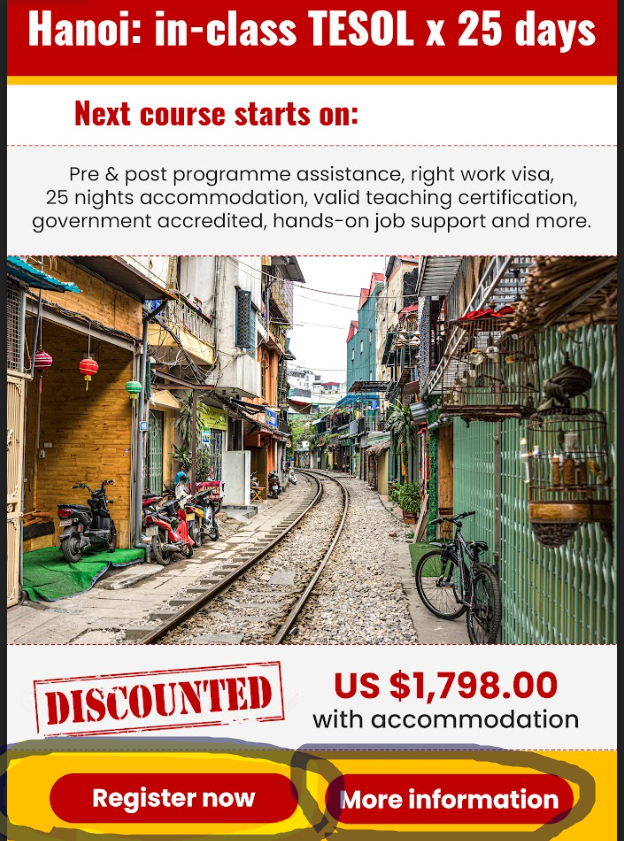 Hanoi: in-class TESOL x 25 days
Next course starts on:
Pre & post programme assistance, right work visa,
25 nights accommodation, valid teaching certification,
government accredited, hands-on job support and more.
DISCOUNTED
US $1,798.00
with accommodation
Register now
More information